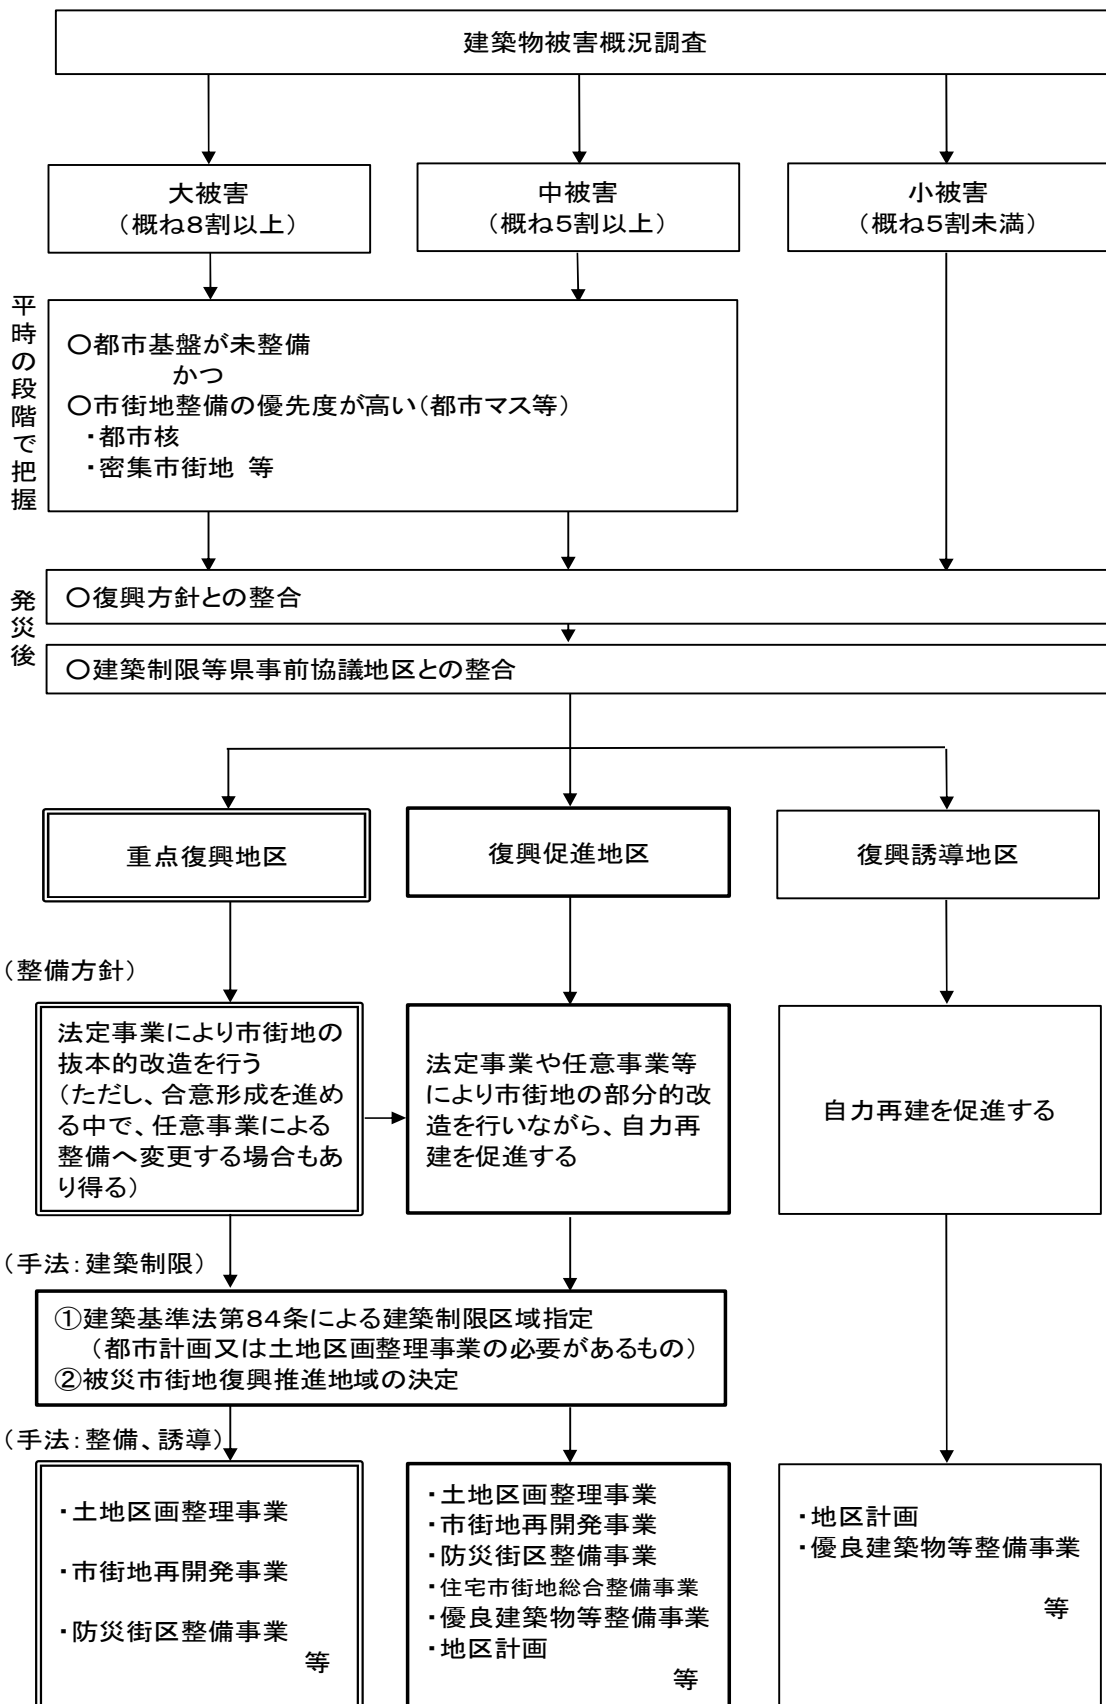 建築物被害概況調査
大被害
(概ね8割以上)
中被害
(概ね5割以上)
小被害
(概ね5割未満)
平時の段階で把握
○都市基盤が未整備
かつ
○市街地整備の優先度が高い(都市マス等)
・都市核
・密集市街地 等
発災後
○復興方針との整合
○建築制限等県事前協議地区との整合
重点復興地区
復興促進地区
復興誘導地区
(整備方針)
法定事業により市街地の
抜本的改造を行う
(ただし、合意形成を進め
る中で、任意事業による
整備へ変更する場合もあ
り得る)
法定事業や任意事業等
により市街地の部分的改
造を行いながら、自力再
建を促進する
自力再建を促進する
(手法:建築制限)
①建築基準法第84条による建築制限区域指定
(都市計画又は土地区画整理事業の必要があるもの)
②被災市街地復興推進地域の決定
(手法:整備、誘導)
・土地区画整理事業
・市街地再開発事業
・防災街区整備事業
等
・土地区画整理事業
・市街地再開発事業
・防災街区整備事業
・住宅市街地総合整備事業
・優良建築物等整備事業
・地区計画
等
・地区計画
・優良建築物等整備事業
等